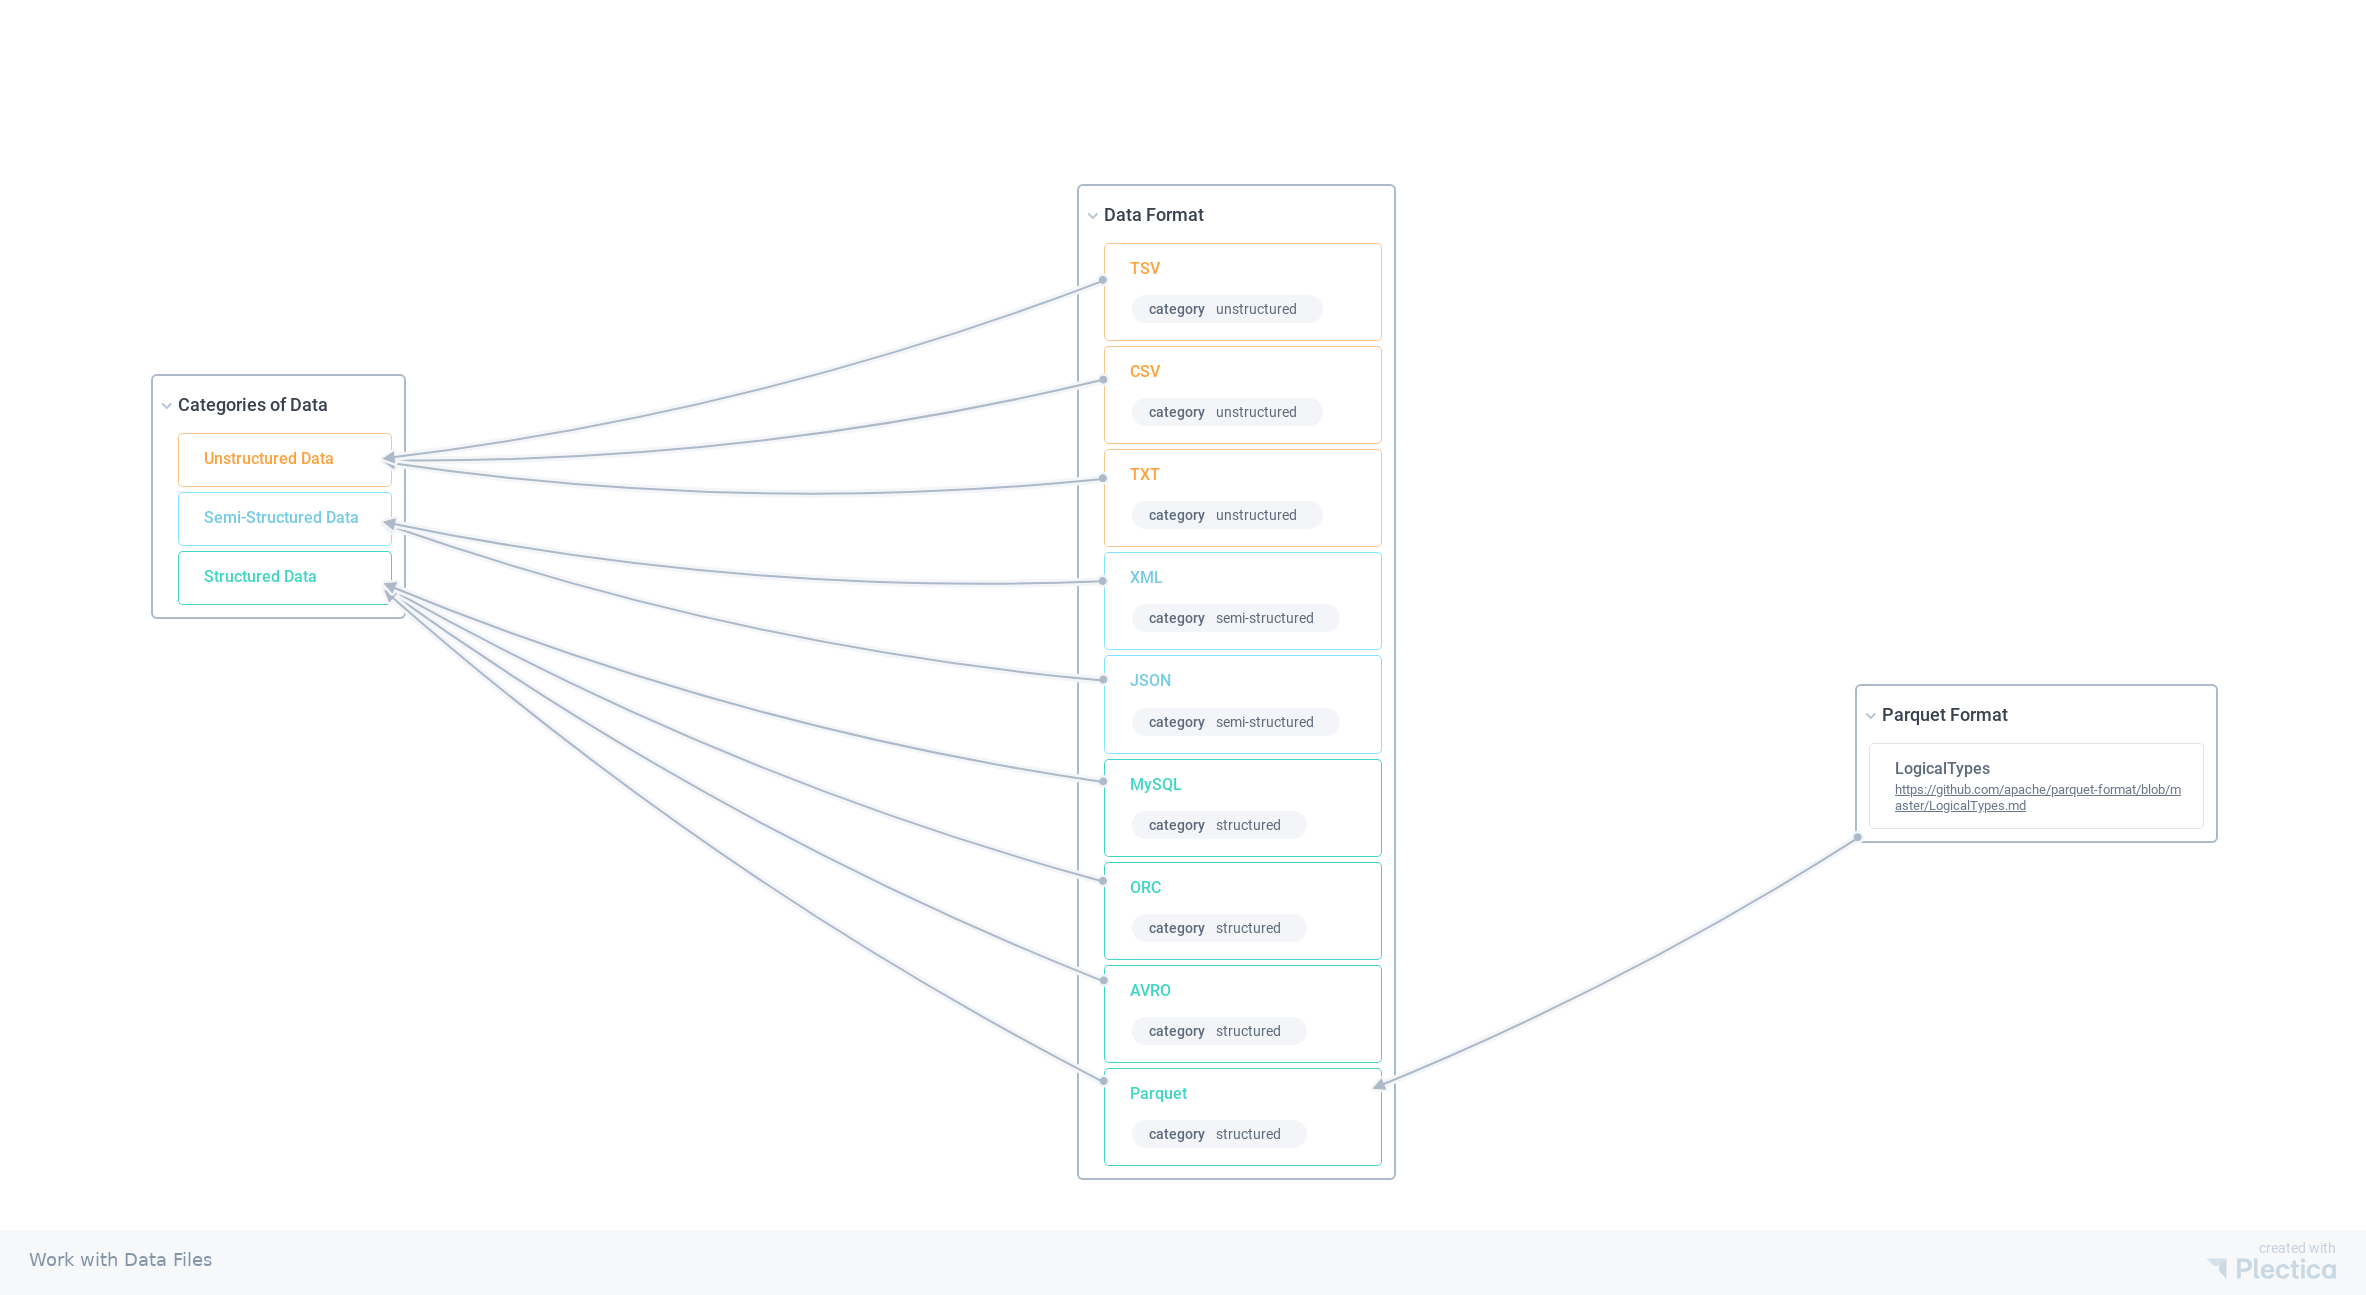 Categories of Data
Unstructured Data
Semi-Structured Data
Structured Data
Data Format
TSV
category unstructured
CSV
category unstructured
TXT
category unstructured
XML
category semi-structured
JSON
category semi-structured
MySQL
category structured
ORC
category structured
AVRO
category structured
Parquet
category structured
Parquet Format
LogicalTypes
https://github.com/apache/parquet-format/blob/m
aster/LogicalTypes.md
Work with Data Files
created with
Plectica